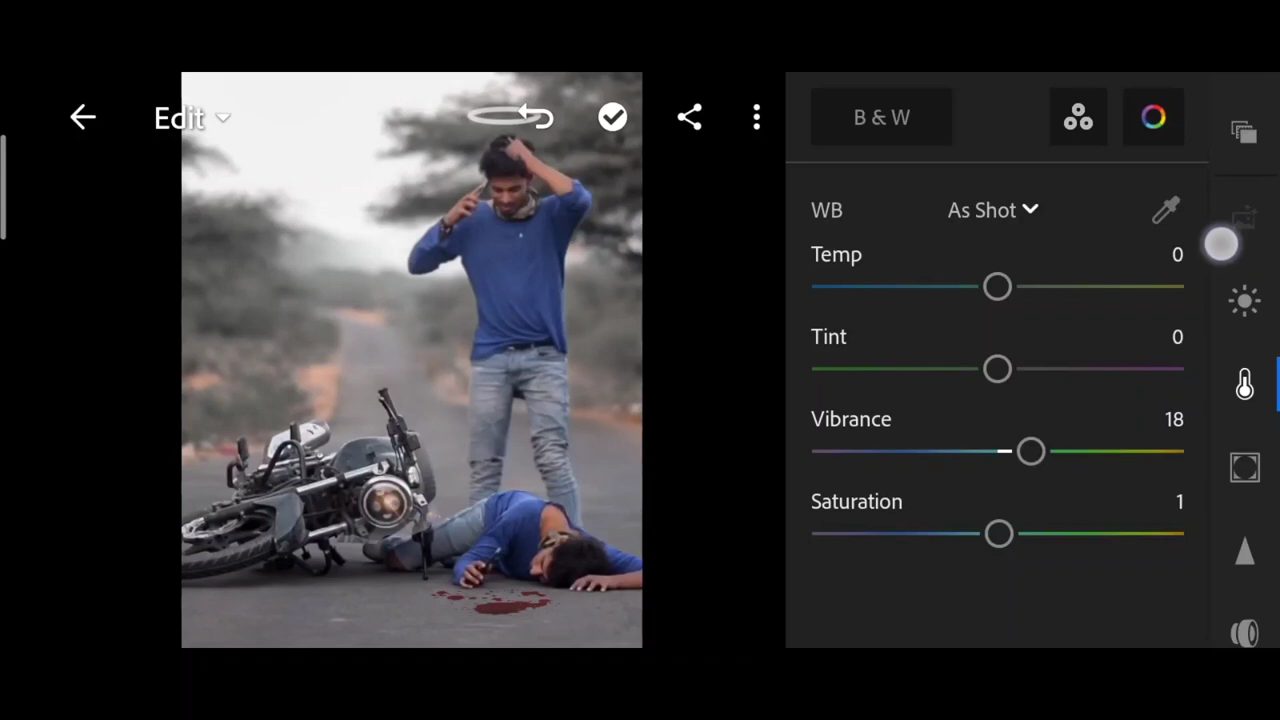 Edit
B & W
WB As Shot
Temp 0
Tint 0
Vibrance 18
Saturation 1